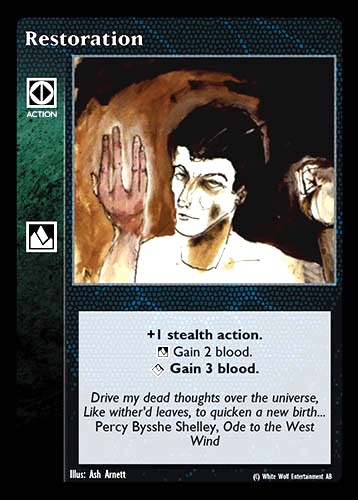 Restoration
ACTION
+1 stealth action.
Gain 2 blood.
Gain 3 blood.
Drive my dead thoughts over the universe,
Like wither'd leaves, to quicken a new birth...
Percy Bysshe Shelley, Ode to the West
Wind
Illus: Ash Arnett
(C) White Wolf Entertainment AB